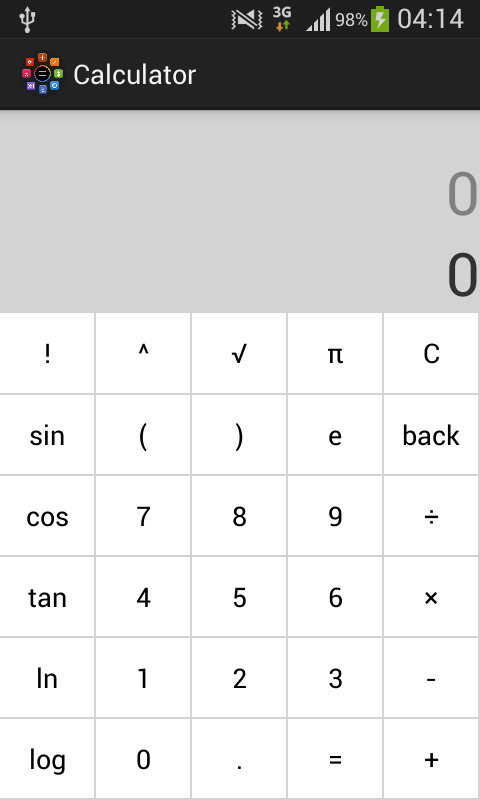 3G 98% 04:14
Calculator
0
0
! ^ √ π C
sin ( ) e back
cos 7 8 9 ÷
tan 4 5 6 ×
ln 1 2 3 -
log 0 . = +